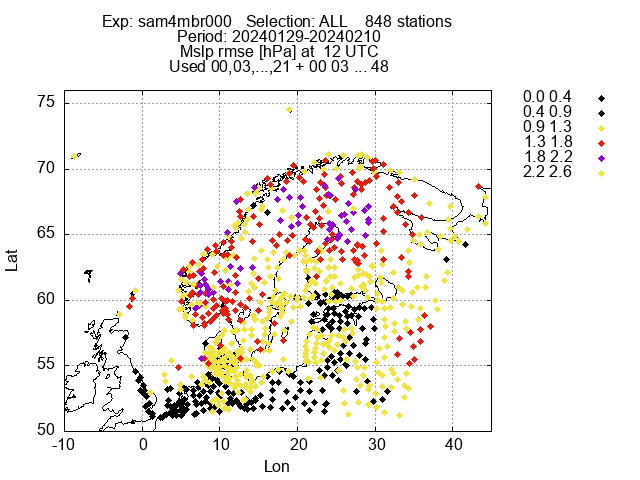 Exp: sam4mbr000   Selection: ALL    848 stations
Period: 20240129-20240210
Mslp rmse [hPa] at  12 UTC
Used 00,03,...,21 + 00 03 ... 48
75
70
65
60
55
50
Lat
-10 0 10 20 30 40
Lon
0.0 0.4
0.4 0.9
0.9 1.3
1.3 1.8
1.8 2.2
2.2 2.6